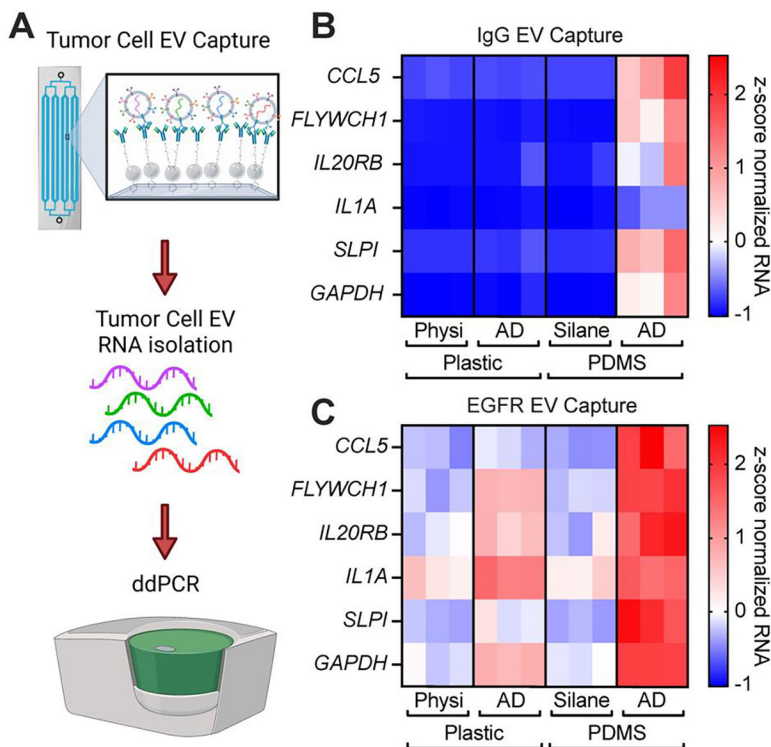 A
Tumor Cell EV Capture
Tumor Cell EV
RNA isolation
ddPCR
B
IgG EV Capture
CCL5
FLYWCH1
IL20RB
IL1A
SLPI
GAPDH
2
1
0
-1
z-score normalized RNA
Physi AD Silane AD
Plastic PDMS
C
EGFR EV Capture
CCL5
FLYWCH1
IL20RB
IL1A
SLPI
GAPDH
2
1
0
-1
z-score normalized RNA
Physi AD Silane AD
Plastic PDMS